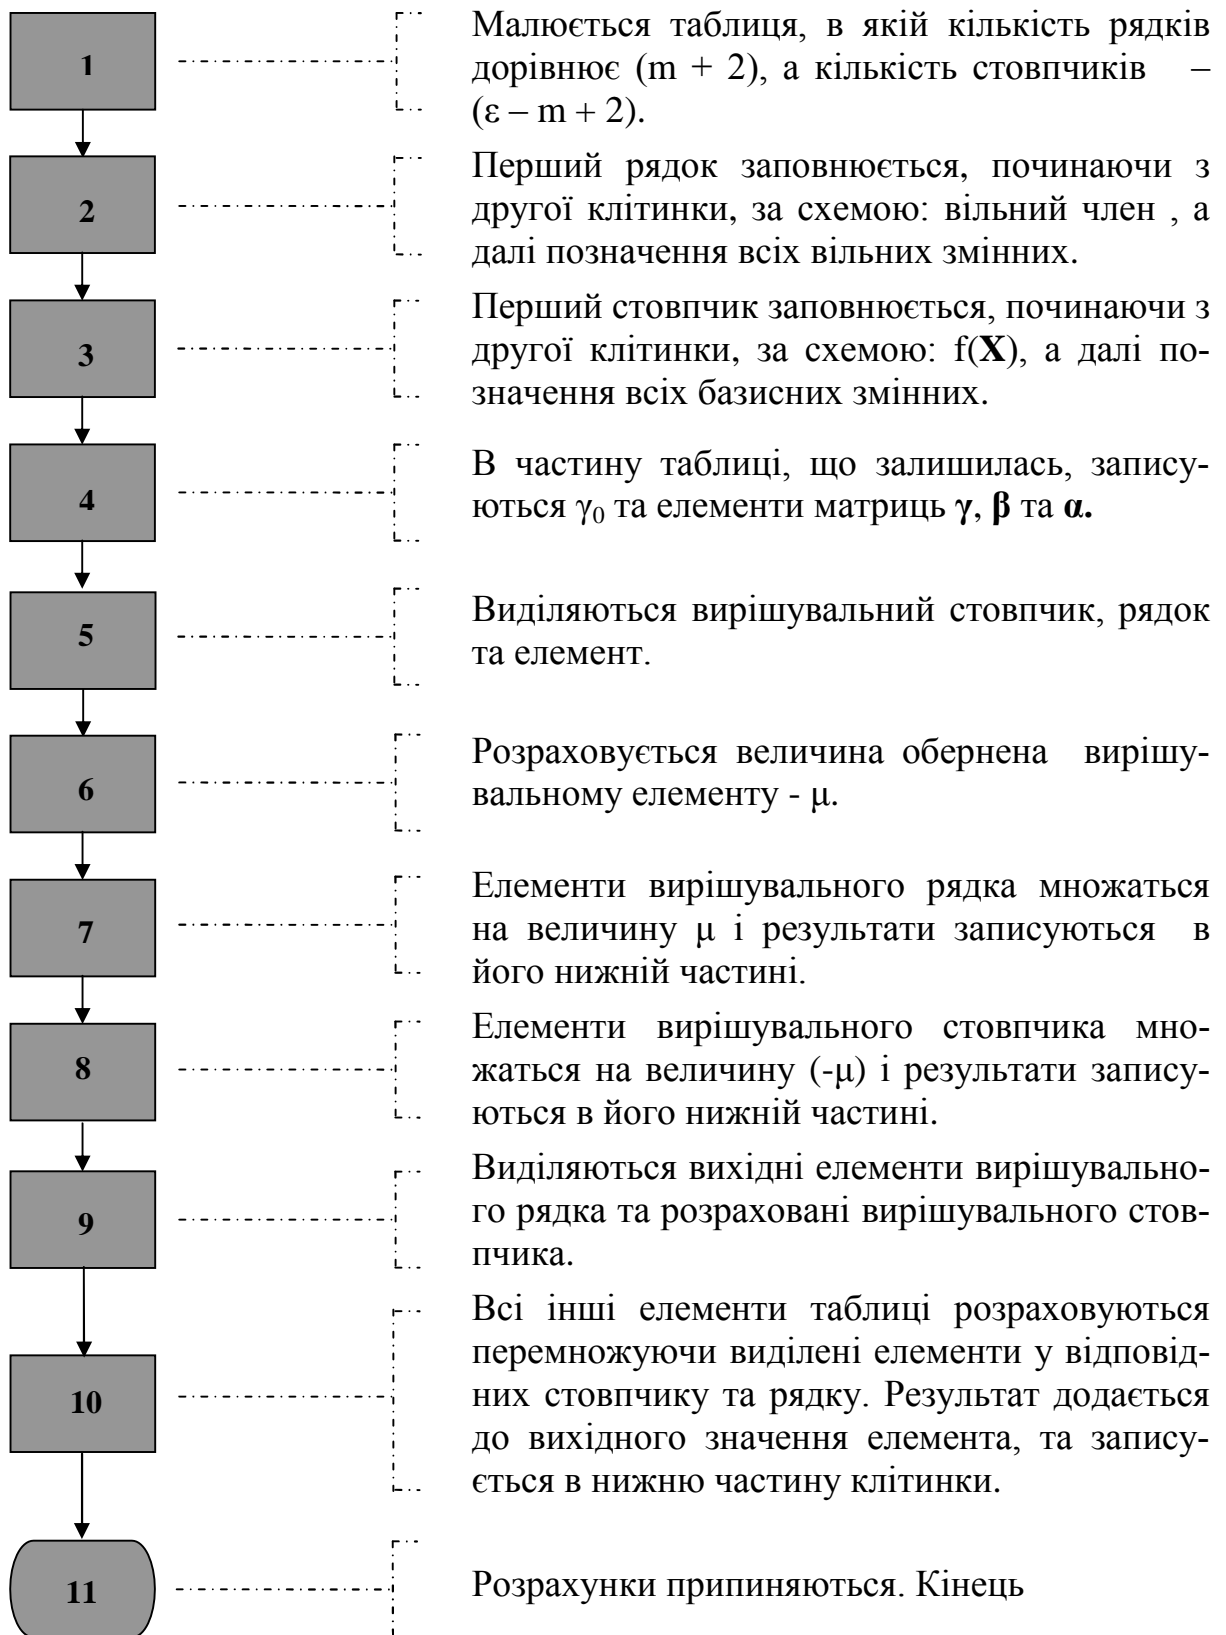 1
Малюється таблиця, в якій кількість рядків
дорівнює (m + 2), а кількість стовпчиків –
(ε – m + 2).
2
Перший рядок заповнюється, починаючи з
другої клітинки, за схемою: вільний член , а
далі позначення всіх вільних змінних.
3
Перший стовпчик заповнюється, починаючи з
другої клітинки, за схемою: f(X), а далі по-
значення всіх базисних змінних.
4
В частину таблиці, що залишилась, запису-
ються γ₀ та елементи матриць γ, β та α.
5
Виділяються вирішувальний стовпчик, рядок
та елемент.
6
Розраховується величина обернена вирішу-
вальному елементу - μ.
7
Елементи вирішувального рядка множаться
на величину μ і результати записуються в
його нижній частині.
8
Елементи вирішувального стовпчика мно-
жаться на величину (-μ) і результати запису-
ються в його нижній частині.
9
Виділяються вихідні елементи вирішувально-
го рядка та розраховані вирішувального стов-
пчика.
10
Всі інші елементи таблиці розраховуються
перемножуючи виділені елементи у відповід-
них стовпчику та рядку. Результат додається
до вихідного значення елемента, та запису-
ється в нижню частину клітинки.
11
Розрахунки припиняються. Кінець